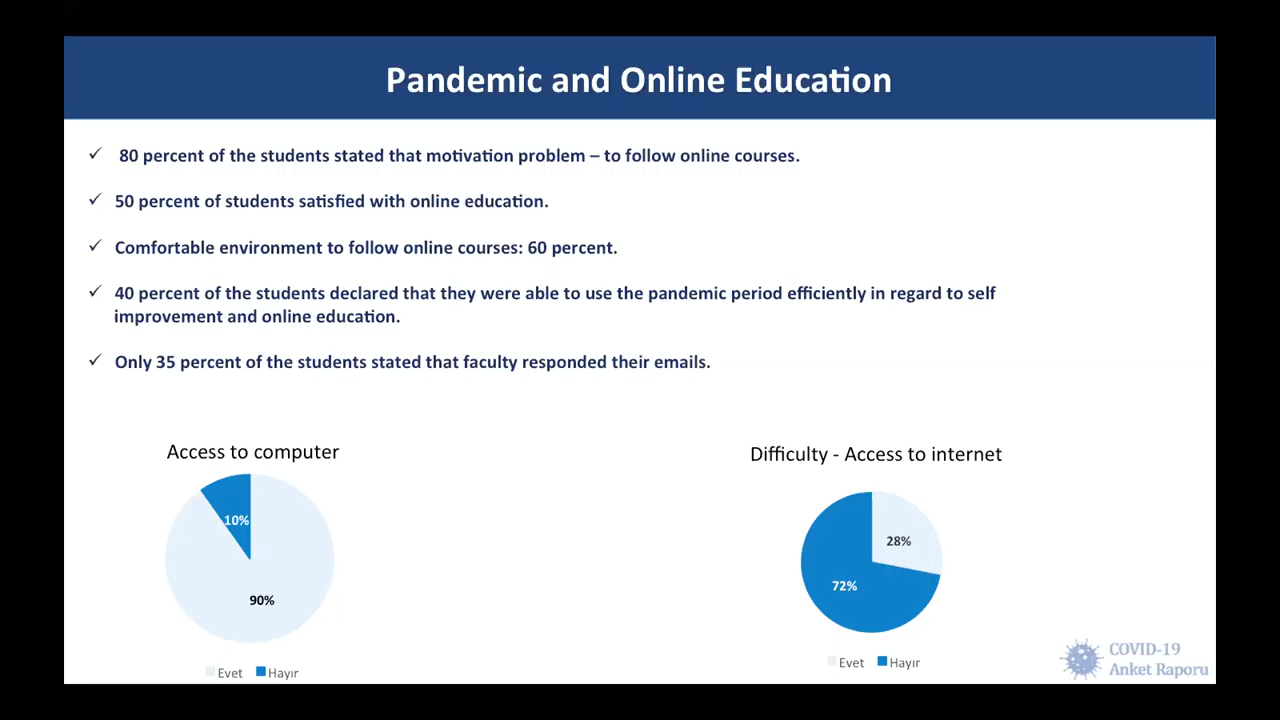 Pandemic and Online Education
✓ 80 percent of the students stated that motivation problem – to follow online courses.
✓ 50 percent of students satisfied with online education.
✓ Comfortable environment to follow online courses: 60 percent.
✓ 40 percent of the students declared that they were able to use the pandemic period efficiently in regard to self
improvement and online education.
✓ Only 35 percent of the students stated that faculty responded their emails.
Access to computer
10%
90%
Evet Hayır
Difficulty - Access to internet
28%
72%
Evet Hayır
COVID-19
Anket Raporu